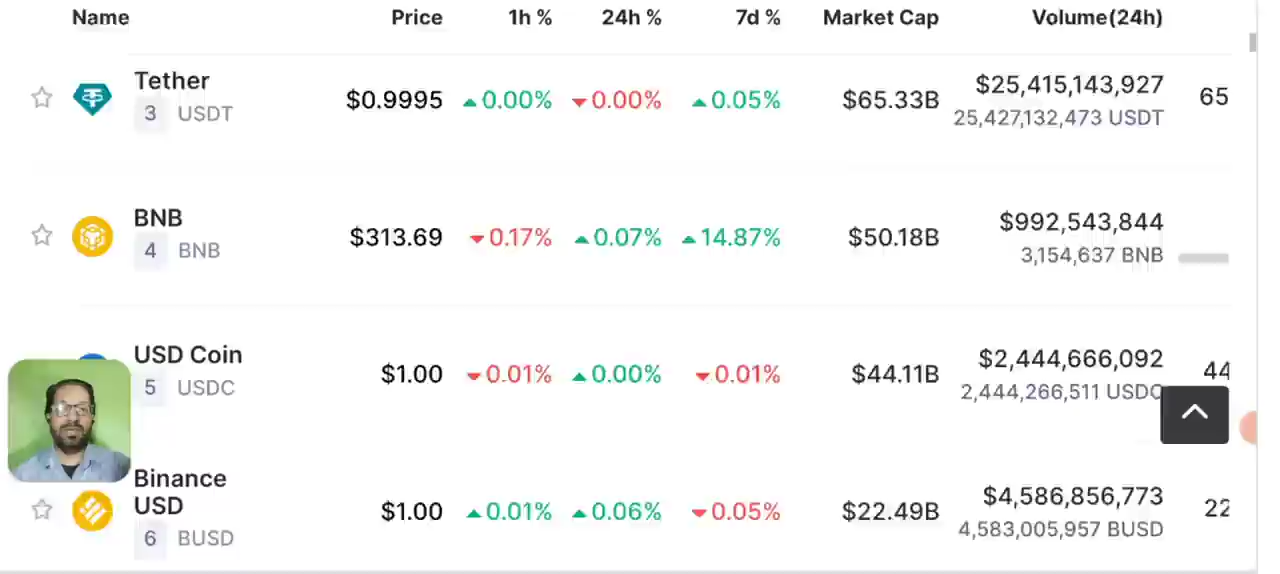 Name Price 1h % 24h % 7d % Market Cap Volume(24h)
Tether
3 USDT
$0.9995 0.00% 0.00% 0.05% $65.33B $25,415,143,927
25,427,132,473 USDT
65
BNB
4 BNB
$313.69 0.17% 0.07% 14.87% $50.18B $992,543,844
3,154,637 BNB
USD Coin
5 USDC
$1.00 0.01% 0.00% 0.01% $44.11B $2,444,666,092
2,444,266,511 USDC
44
Binance
USD
6 BUSD
$1.00 0.01% 0.06% 0.05% $22.49B $4,586,856,773
4,583,005,957 BUSD
22